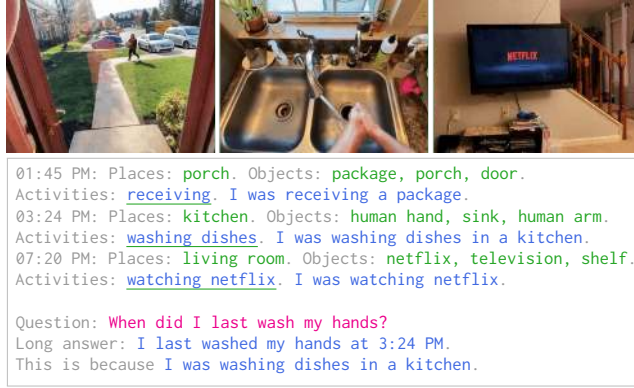 NETFLIX
01:45 PM: Places: porch. Objects: package, porch, door.
Activities: receiving. I was receiving a package.
03:24 PM: Places: kitchen. Objects: human hand, sink, human arm.
Activities: washing dishes. I was washing dishes in a kitchen.
07:20 PM: Places: living room. Objects: netflix, television, shelf.
Activities: watching netflix. I was watching netflix.
Question: When did I last wash my hands?
Long answer: I last washed my hands at 3:24 PM.
This is because I was washing dishes in a kitchen.